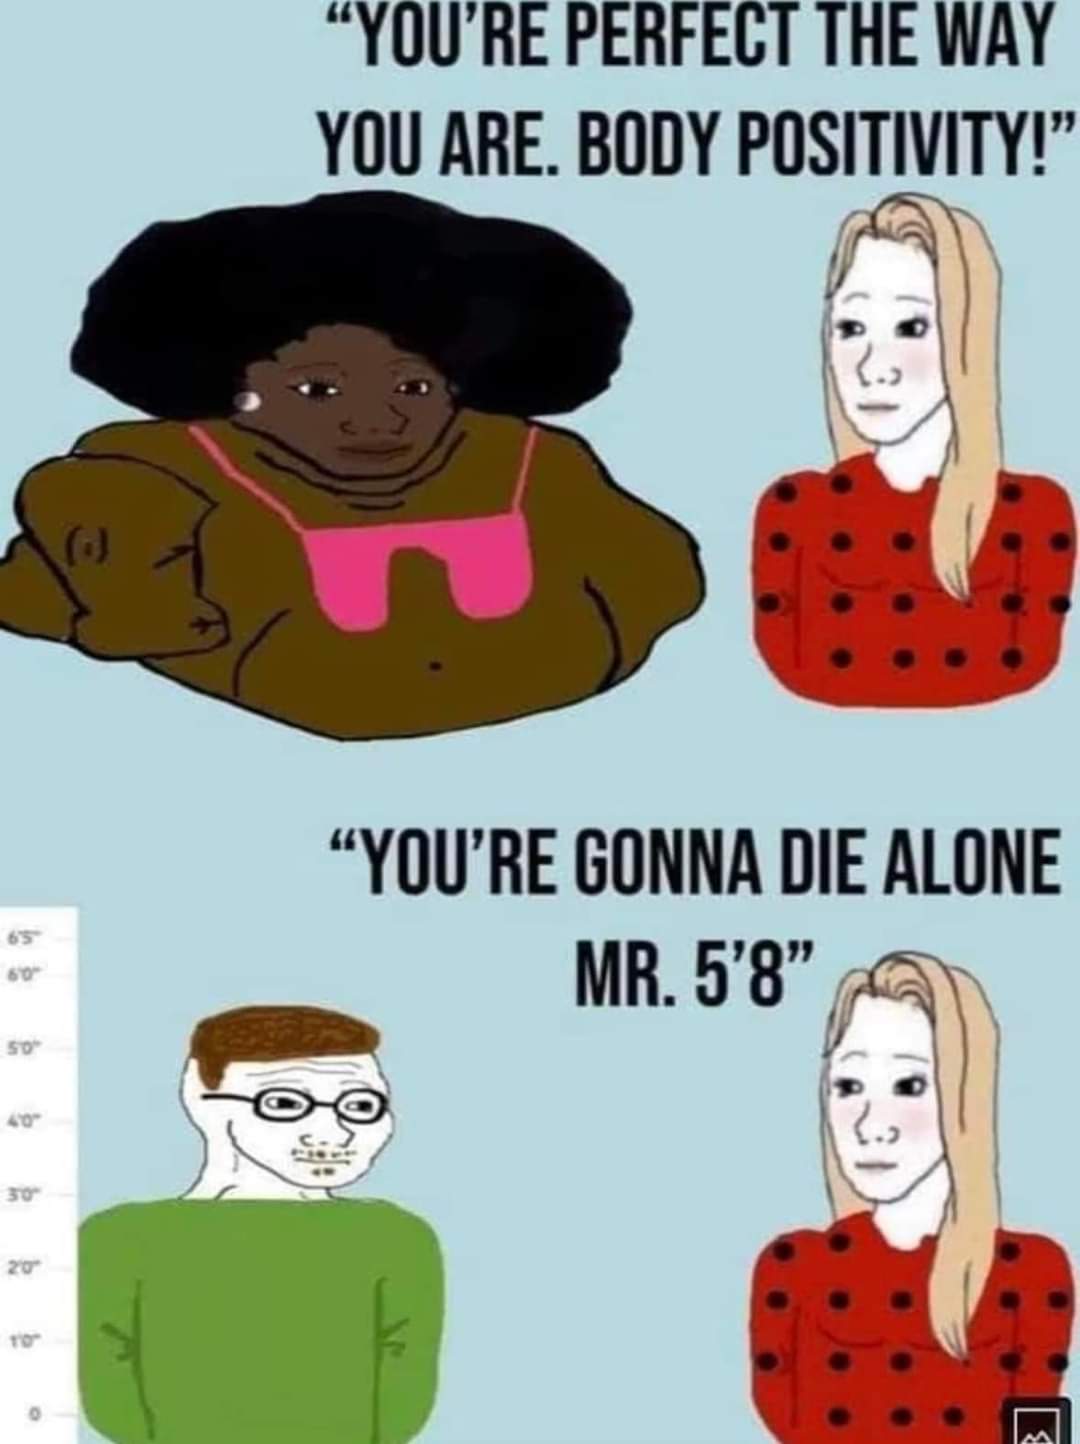 “YOU’RE PERFECT THE WAY
YOU ARE. BODY POSITIVITY!”
“YOU’RE GONNA DIE ALONE
MR. 5’8”
6'5"
6'0"
5'0"
4'0"
3'0"
2'0"
1'0"
0